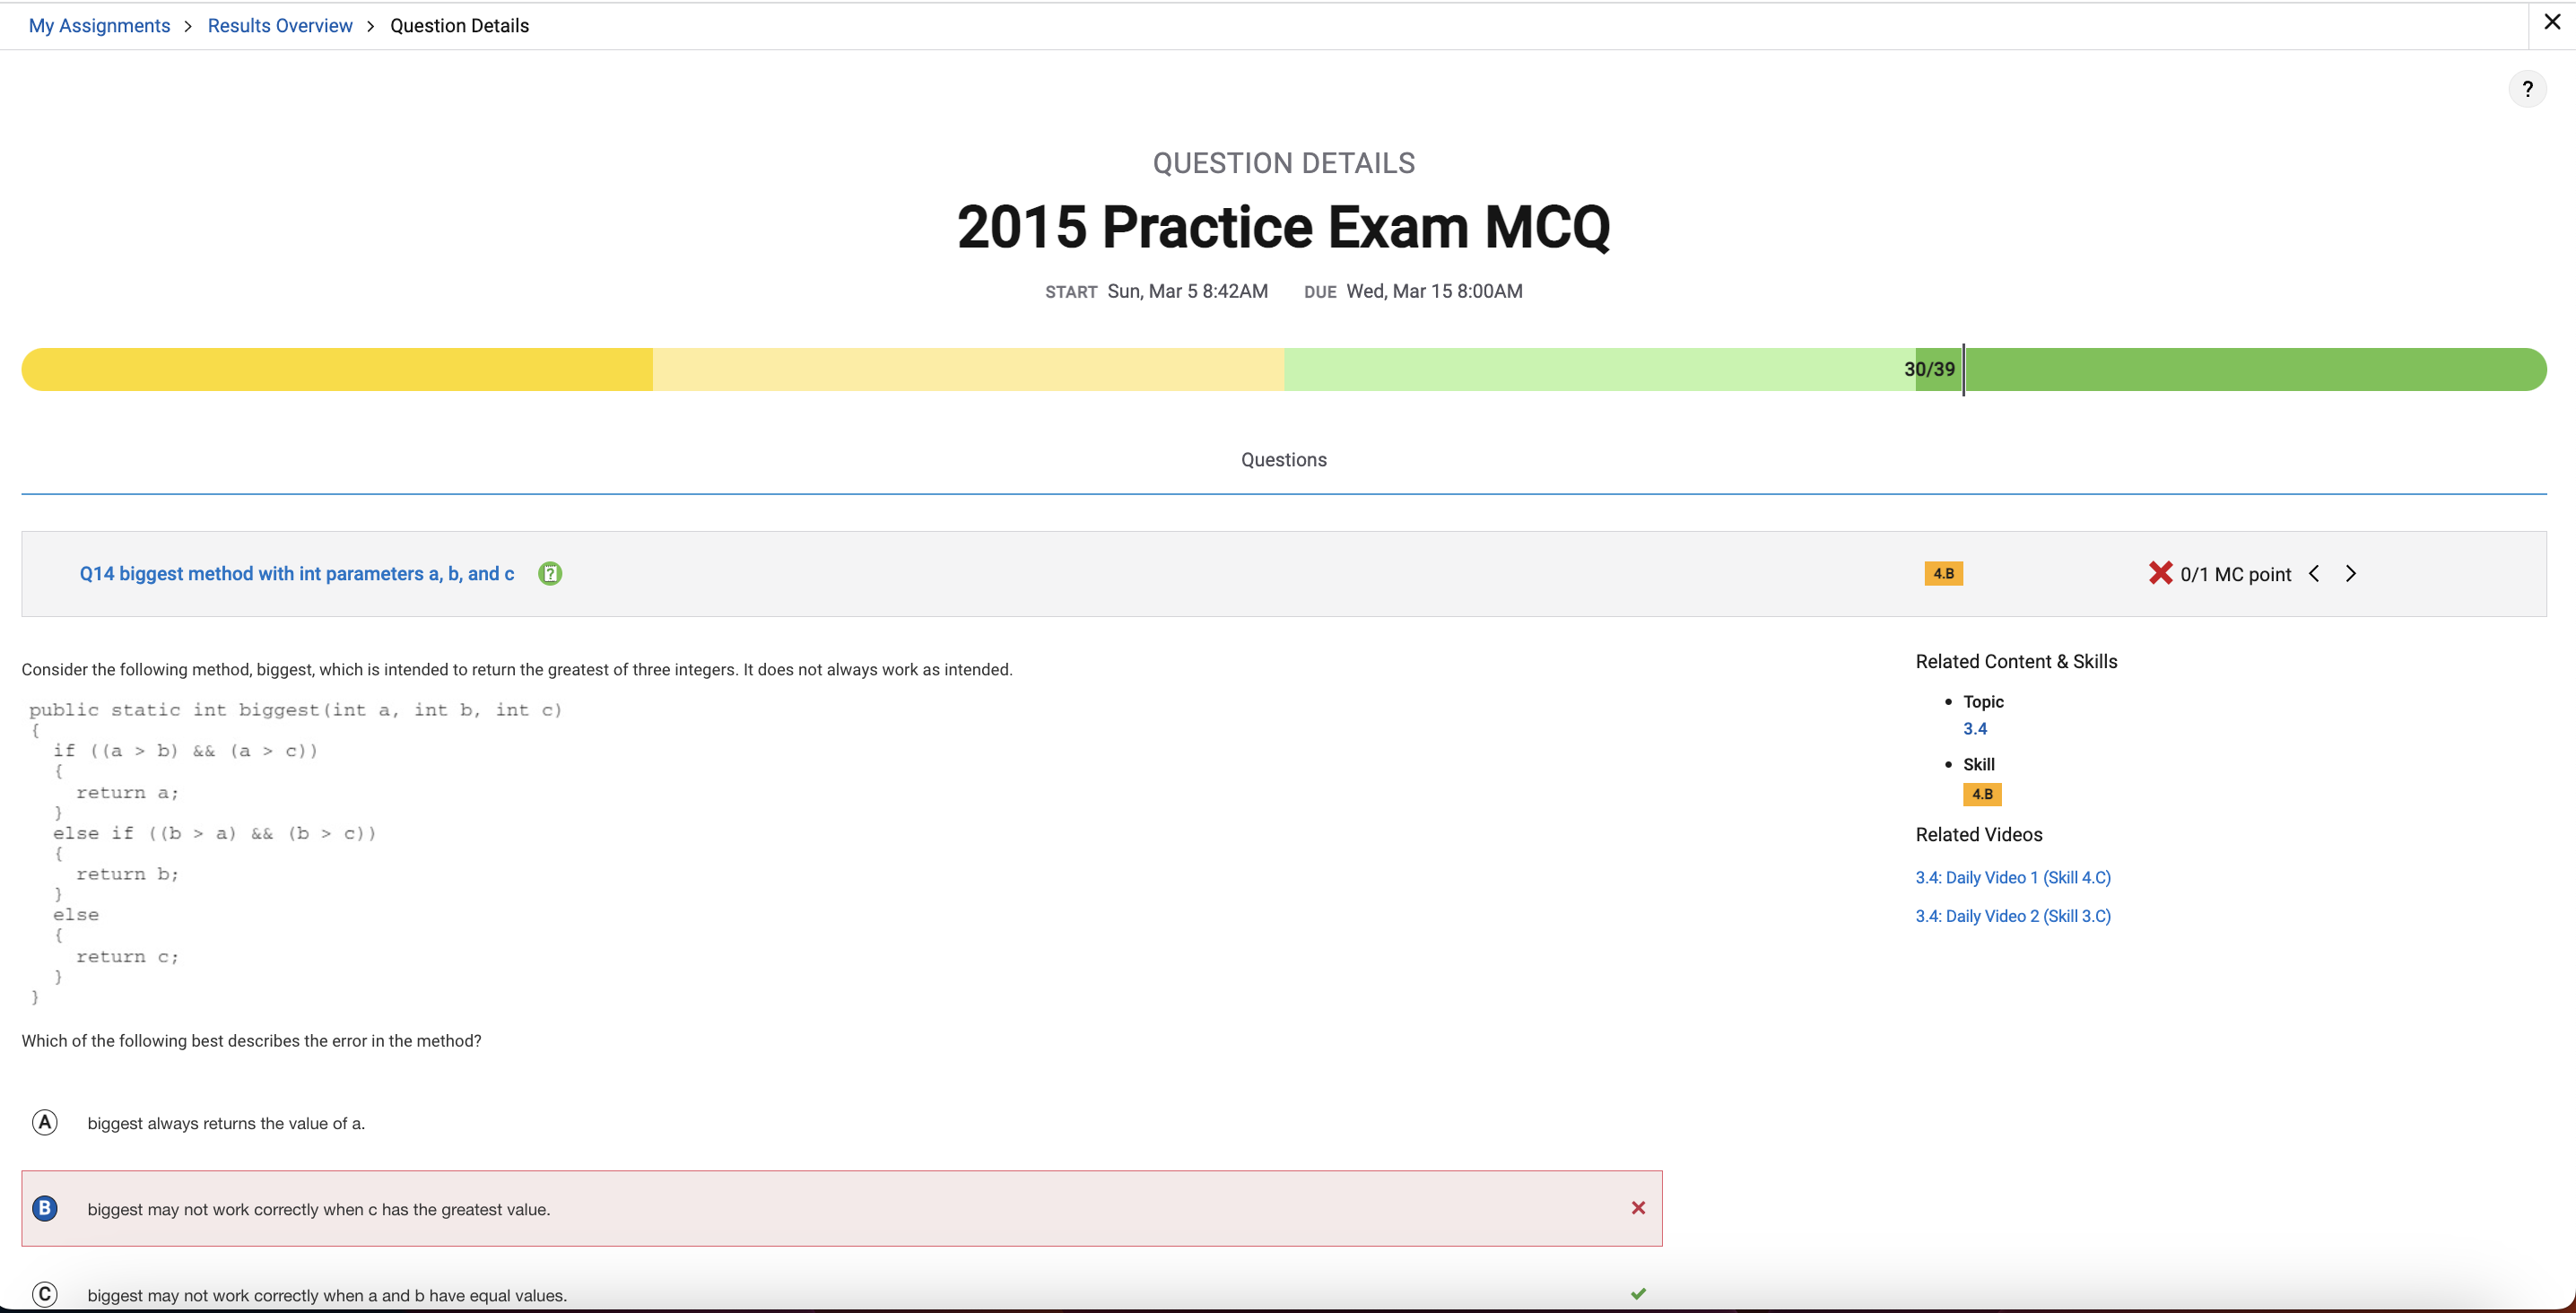 My Assignments > Results Overview > Question Details
?
QUESTION DETAILS
2015 Practice Exam MCQ
START Sun, Mar 5 8:42AM DUE Wed, Mar 15 8:00AM
30/39
Questions
Q14 biggest method with int parameters a, b, and c
4.B
0/1 MC point
Consider the following method, biggest, which is intended to return the greatest of three integers. It does not always work as intended.
public static int biggest(int a, int b, int c)
{
  if ((a > b) && (a > c))
  {
    return a;
  }
  else if ((b > a) && (b > c))
  {
    return b;
  }
  else
  {
    return c;
  }
}
Which of the following best describes the error in the method?
A biggest always returns the value of a.
B biggest may not work correctly when c has the greatest value.
C biggest may not work correctly when a and b have equal values.
Related Content & Skills
• Topic
3.4
• Skill
4.B
Related Videos
3.4: Daily Video 1 (Skill 4.C)
3.4: Daily Video 2 (Skill 3.C)